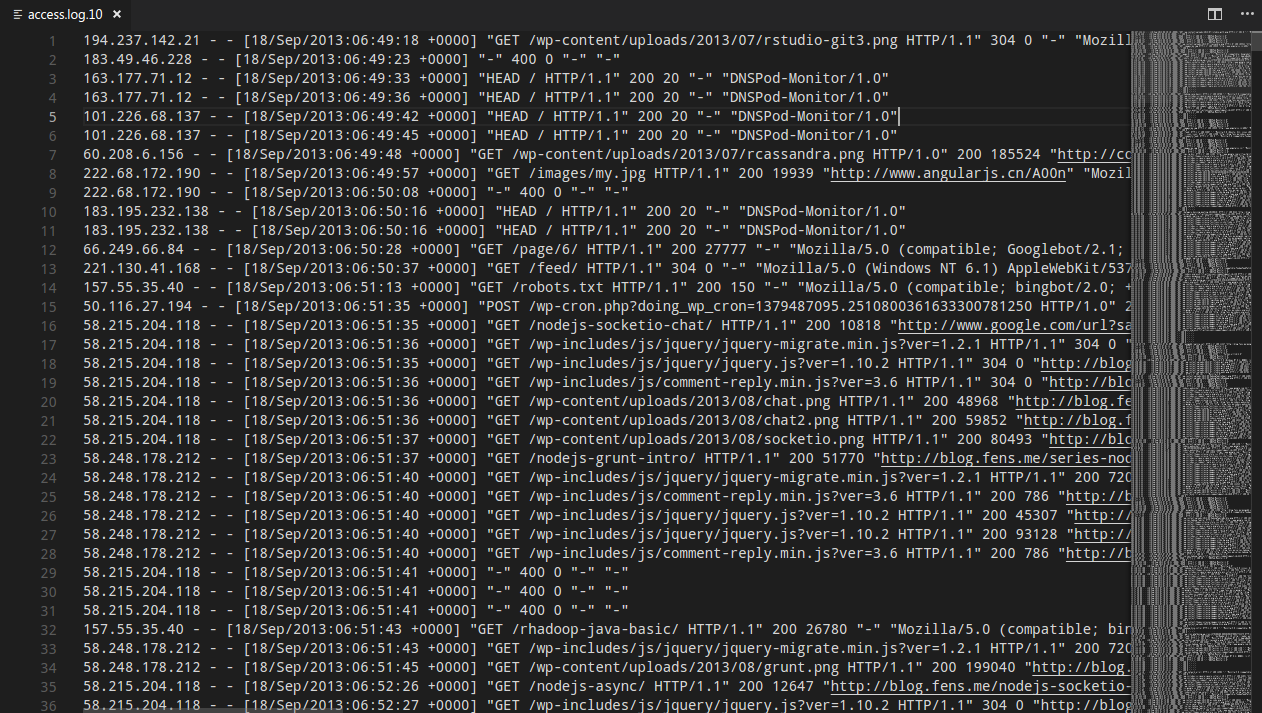 access.log.10
1 194.237.142.21 - - [18/Sep/2013:06:49:18 +0000] "GET /wp-content/uploads/2013/07/rstudio-git3.png HTTP/1.1" 304 0 "-" "Mozill
2 183.49.46.228 - - [18/Sep/2013:06:49:23 +0000] "-" 400 0 "-" "-"
3 163.177.71.12 - - [18/Sep/2013:06:49:33 +0000] "HEAD / HTTP/1.1" 200 20 "-" "DNSPod-Monitor/1.0"
4 163.177.71.12 - - [18/Sep/2013:06:49:36 +0000] "HEAD / HTTP/1.1" 200 20 "-" "DNSPod-Monitor/1.0"
5 101.226.68.137 - - [18/Sep/2013:06:49:42 +0000] "HEAD / HTTP/1.1" 200 20 "-" "DNSPod-Monitor/1.0"
6 101.226.68.137 - - [18/Sep/2013:06:49:45 +0000] "HEAD / HTTP/1.1" 200 20 "-" "DNSPod-Monitor/1.0"
7 60.208.6.156 - - [18/Sep/2013:06:49:48 +0000] "GET /wp-content/uploads/2013/07/rcassandra.png HTTP/1.0" 200 185524 "http://co
8 222.68.172.190 - - [18/Sep/2013:06:49:57 +0000] "GET /images/my.jpg HTTP/1.1" 200 19939 "http://www.angularjs.cn/A00n" "Mozil
9 222.68.172.190 - - [18/Sep/2013:06:50:08 +0000] "-" 400 0 "-" "-"
10 183.195.232.138 - - [18/Sep/2013:06:50:16 +0000] "HEAD / HTTP/1.1" 200 20 "-" "DNSPod-Monitor/1.0"
11 183.195.232.138 - - [18/Sep/2013:06:50:16 +0000] "HEAD / HTTP/1.1" 200 20 "-" "DNSPod-Monitor/1.0"
12 66.249.66.84 - - [18/Sep/2013:06:50:28 +0000] "GET /page/6/ HTTP/1.1" 200 27777 "-" "Mozilla/5.0 (compatible; Googlebot/2.1;
13 221.130.41.168 - - [18/Sep/2013:06:50:37 +0000] "GET /feed/ HTTP/1.1" 304 0 "-" "Mozilla/5.0 (Windows NT 6.1) AppleWebKit/537
14 157.55.35.40 - - [18/Sep/2013:06:51:13 +0000] "GET /robots.txt HTTP/1.1" 200 150 "-" "Mozilla/5.0 (compatible; bingbot/2.0; +
15 50.116.27.194 - - [18/Sep/2013:06:51:35 +0000] "POST /wp-cron.php?doing_wp_cron=1379487095.2510800361633300781250 HTTP/1.0" 2
16 58.215.204.118 - - [18/Sep/2013:06:51:35 +0000] "GET /nodejs-socketio-chat/ HTTP/1.1" 200 10818 "http://www.google.com/url?sa
17 58.215.204.118 - - [18/Sep/2013:06:51:36 +0000] "GET /wp-includes/js/jquery/jquery-migrate.min.js?ver=1.2.1 HTTP/1.1" 304 0 "
18 58.215.204.118 - - [18/Sep/2013:06:51:35 +0000] "GET /wp-includes/js/jquery/jquery.js?ver=1.10.2 HTTP/1.1" 304 0 "http://blog
19 58.215.204.118 - - [18/Sep/2013:06:51:36 +0000] "GET /wp-includes/js/comment-reply.min.js?ver=3.6 HTTP/1.1" 304 0 "http://blo
20 58.215.204.118 - - [18/Sep/2013:06:51:36 +0000] "GET /wp-content/uploads/2013/08/chat.png HTTP/1.1" 200 48968 "http://blog.fe
21 58.215.204.118 - - [18/Sep/2013:06:51:36 +0000] "GET /wp-content/uploads/2013/08/chat2.png HTTP/1.1" 200 59852 "http://blog.f
22 58.215.204.118 - - [18/Sep/2013:06:51:37 +0000] "GET /wp-content/uploads/2013/08/socketio.png HTTP/1.1" 200 80493 "http://blo
23 58.248.178.212 - - [18/Sep/2013:06:51:37 +0000] "GET /nodejs-grunt-intro/ HTTP/1.1" 200 51770 "http://blog.fens.me/series-nod
24 58.248.178.212 - - [18/Sep/2013:06:51:40 +0000] "GET /wp-includes/js/jquery/jquery-migrate.min.js?ver=1.2.1 HTTP/1.1" 200 720
25 58.248.178.212 - - [18/Sep/2013:06:51:40 +0000] "GET /wp-includes/js/comment-reply.min.js?ver=3.6 HTTP/1.1" 200 786 "http://b
26 58.248.178.212 - - [18/Sep/2013:06:51:40 +0000] "GET /wp-includes/js/jquery/jquery.js?ver=1.10.2 HTTP/1.1" 200 45307 "http:/
27 58.248.178.212 - - [18/Sep/2013:06:51:40 +0000] "GET /wp-includes/js/jquery/jquery.js?ver=1.10.2 HTTP/1.1" 200 93128 "http:/
28 58.248.178.212 - - [18/Sep/2013:06:51:40 +0000] "GET /wp-includes/js/comment-reply.min.js?ver=3.6 HTTP/1.1" 200 786 "http://b
29 58.215.204.118 - - [18/Sep/2013:06:51:41 +0000] "-" 400 0 "-" "-"
30 58.215.204.118 - - [18/Sep/2013:06:51:41 +0000] "-" 400 0 "-" "-"
31 58.215.204.118 - - [18/Sep/2013:06:51:41 +0000] "-" 400 0 "-" "-"
32 157.55.35.40 - - [18/Sep/2013:06:51:43 +0000] "GET /rhadoop-java-basic/ HTTP/1.1" 200 26780 "-" "Mozilla/5.0 (compatible; bin
33 58.248.178.212 - - [18/Sep/2013:06:51:43 +0000] "GET /wp-includes/js/jquery/jquery-migrate.min.js?ver=1.2.1 HTTP/1.1" 200 720
34 58.248.178.212 - - [18/Sep/2013:06:51:45 +0000] "GET /wp-content/uploads/2013/08/grunt.png HTTP/1.1" 200 199040 "http://blog.
35 58.215.204.118 - - [18/Sep/2013:06:52:26 +0000] "GET /nodejs-async/ HTTP/1.1" 200 12647 "http://blog.fens.me/nodejs-socketio-
36 58.215.204.118 - - [18/Sep/2013:06:52:27 +0000] "GET /wp-includes/js/jquery/jquery.js?ver=1.10.2 HTTP/1.1" 304 0 "http://blog